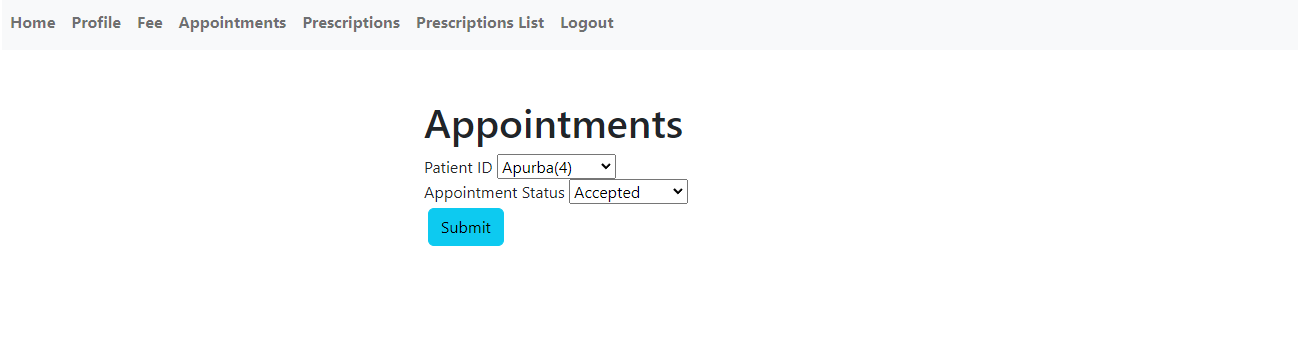 Home Profile Fee Appointments Prescriptions Prescriptions List Logout
Appointments
Patient ID Apurba(4)
Appointment Status Accepted
Submit